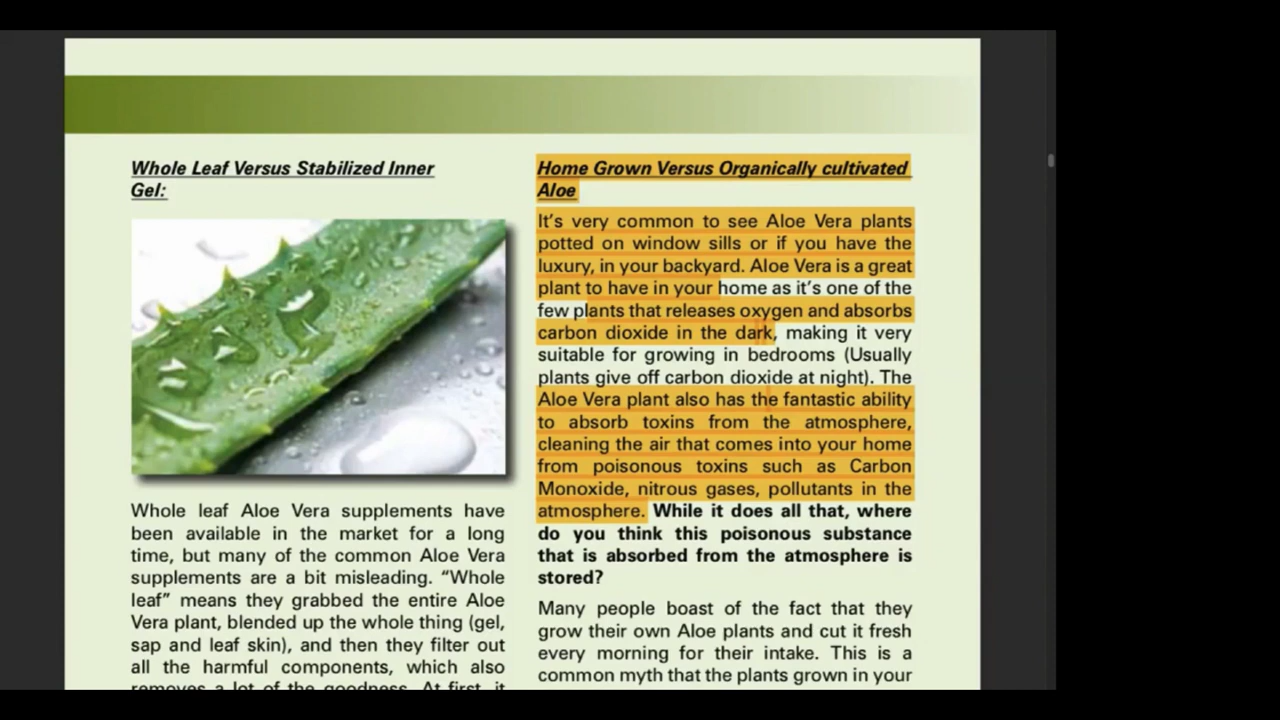 Whole Leaf Versus Stabilized Inner
Gel:
Whole leaf Aloe Vera supplements have
been available in the market for a long
time, but many of the common Aloe Vera
supplements are a bit misleading. “Whole
leaf” means they grabbed the entire Aloe
Vera plant, blended up the whole thing (gel,
sap and leaf skin), and then they filter out
all the harmful components, which also
removes a lot of the goodness. At first, it
Home Grown Versus Organically cultivated
Aloe
It’s very common to see Aloe Vera plants
potted on window sills or if you have the
luxury, in your backyard. Aloe Vera is a great
plant to have in your home as it’s one of the
few plants that releases oxygen and absorbs
carbon dioxide in the dark, making it very
suitable for growing in bedrooms (Usually
plants give off carbon dioxide at night). The
Aloe Vera plant also has the fantastic ability
to absorb toxins from the atmosphere,
cleaning the air that comes into your home
from poisonous toxins such as Carbon
Monoxide, nitrous gases, pollutants in the
atmosphere. While it does all that, where
do you think this poisonous substance
that is absorbed from the atmosphere is
stored?
Many people boast of the fact that they
grow their own Aloe plants and cut it fresh
every morning for their intake. This is a
common myth that the plants grown in your